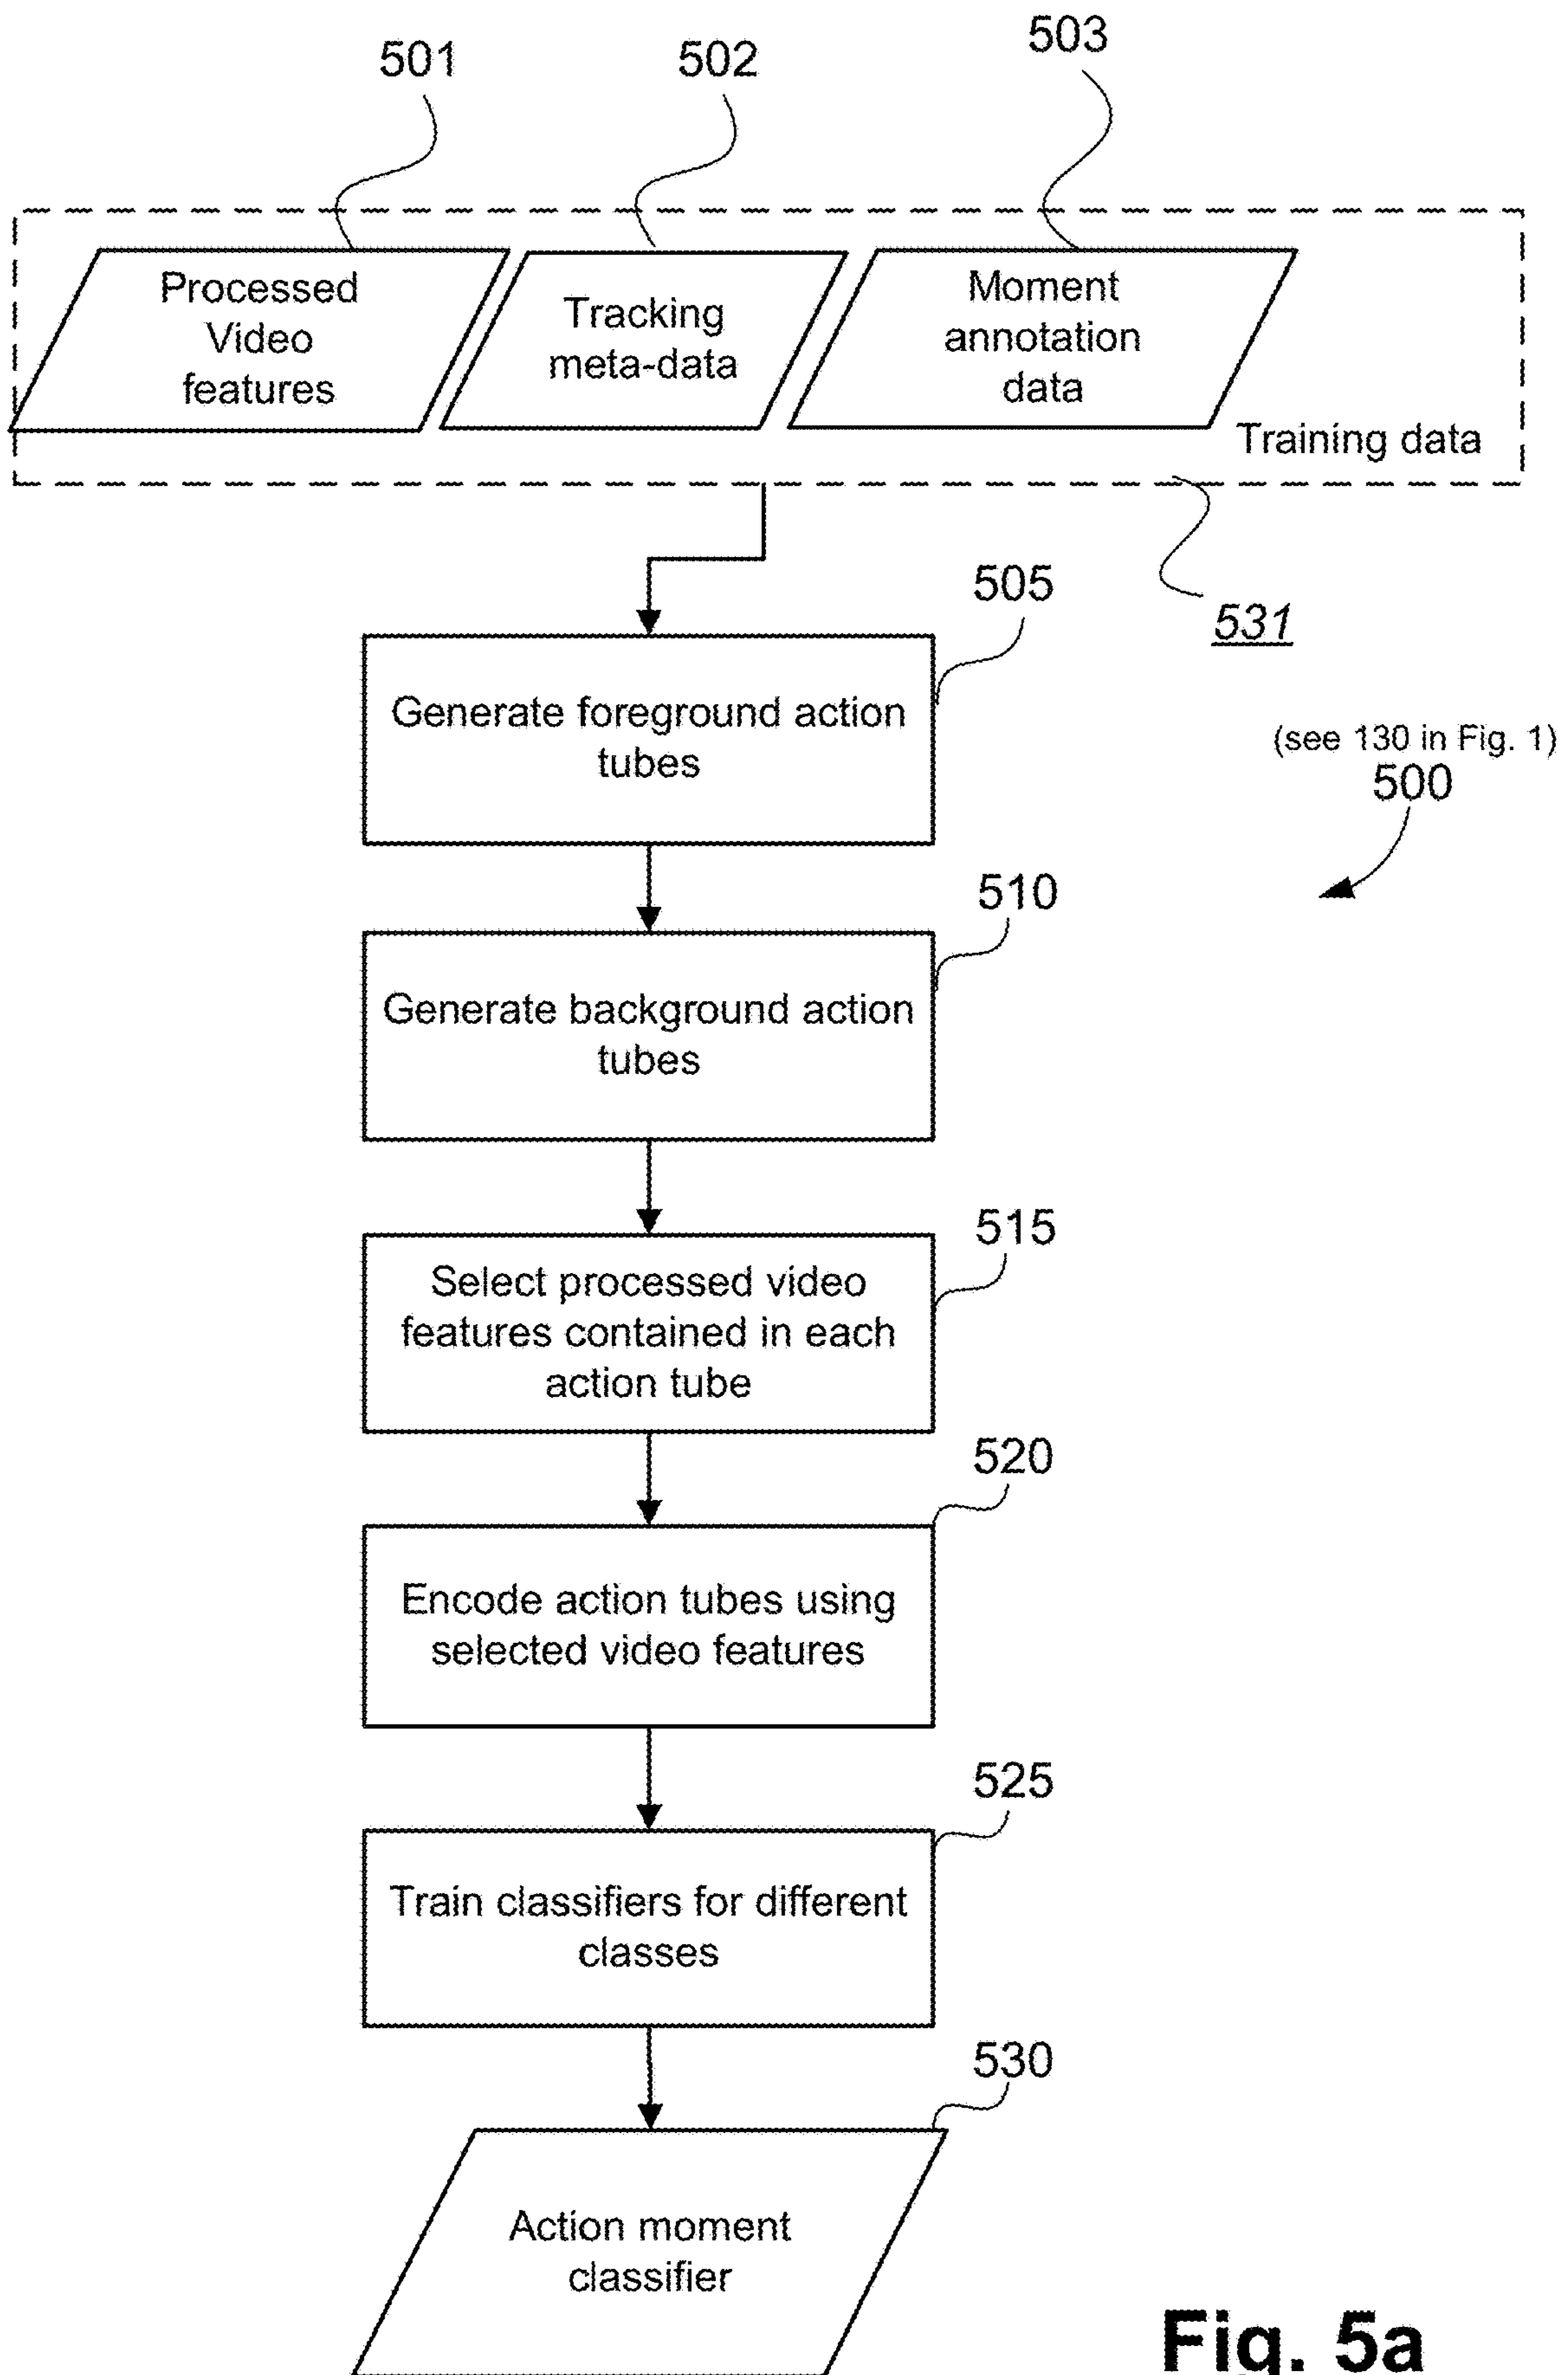 501
502
503
Processed
Video
features
Tracking
meta-data
Moment
annotation
data
Training data
531
505
Generate foreground action
tubes
(see 130 in Fig. 1)
500
510
Generate background action
tubes
515
Select processed video
features contained in each
action tube
520
Encode action tubes using
selected video features
525
Train classifiers for different
classes
530
Action moment
classifier
Fig. 5a